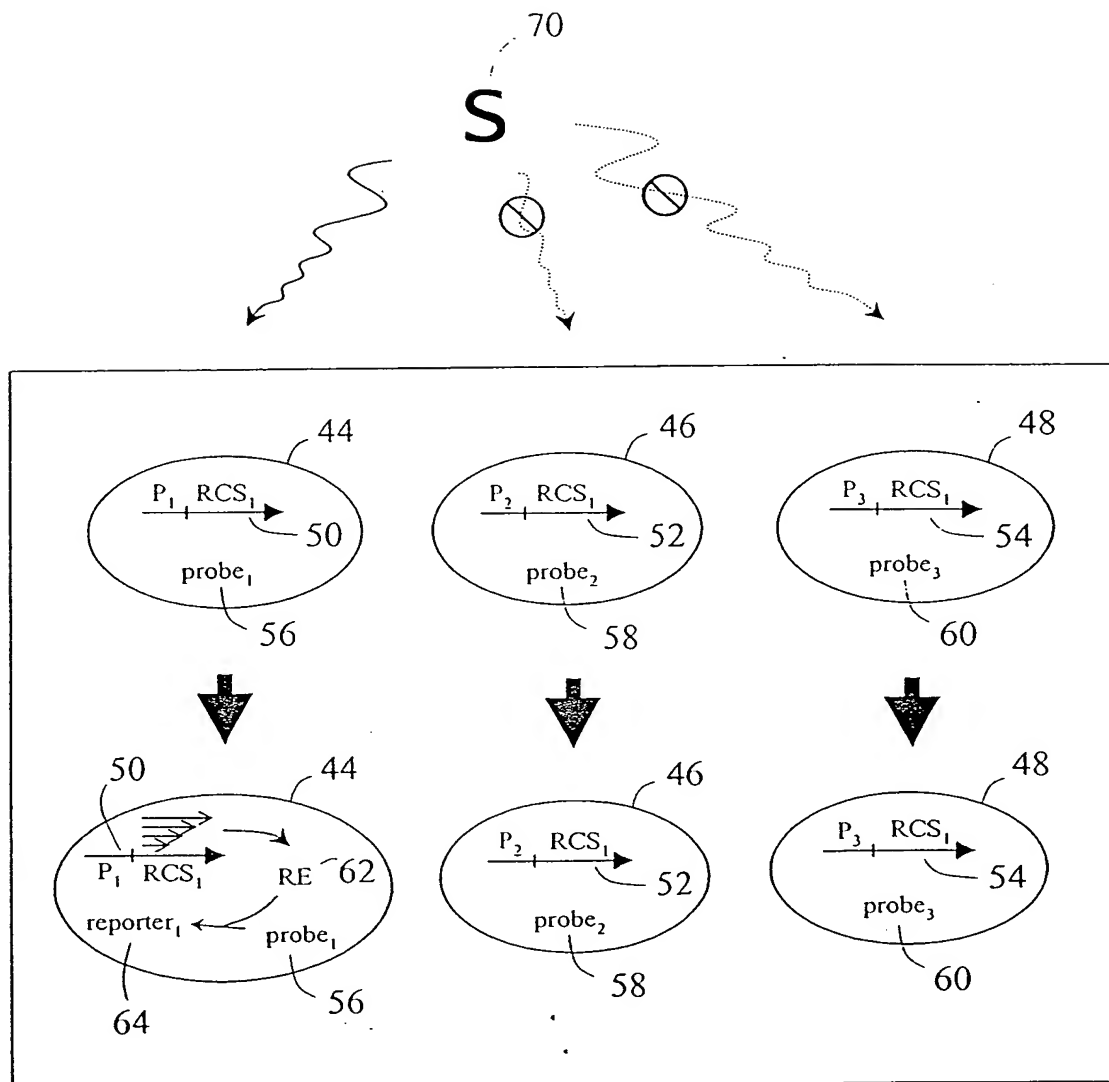 70
S
44
46
48
P₁ RCS₁
P₂ RCS₁
P₃ RCS₁
50
52
54
probe₁
probe₂
probe₃
56
58
60
50
44
46
48
P₁ RCS₁
P₂ RCS₁
P₃ RCS₁
RE 62
52
54
reporter₁
probe₁
probe₂
probe₃
64
56
58
60